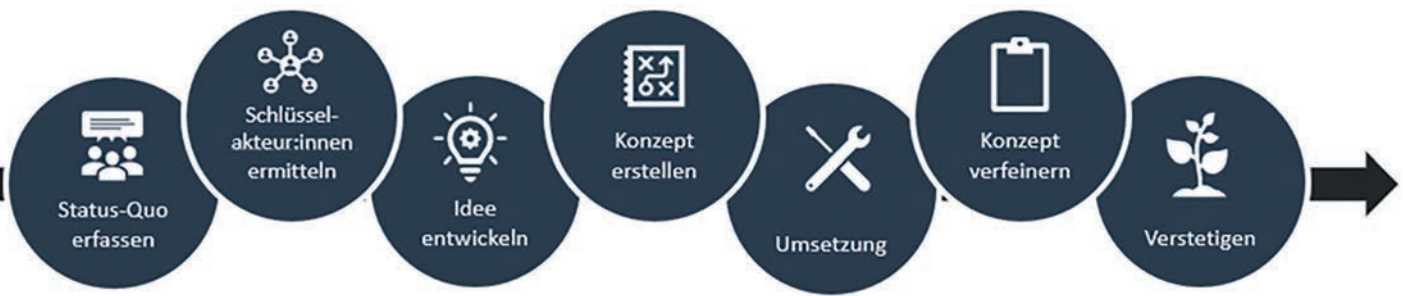 Status-Quo
erfassen
Schlüssel-
akteur:innen
ermitteln
Idee
entwickeln
Konzept
erstellen
Umsetzung
Konzept
verfeinern
Verstetigen